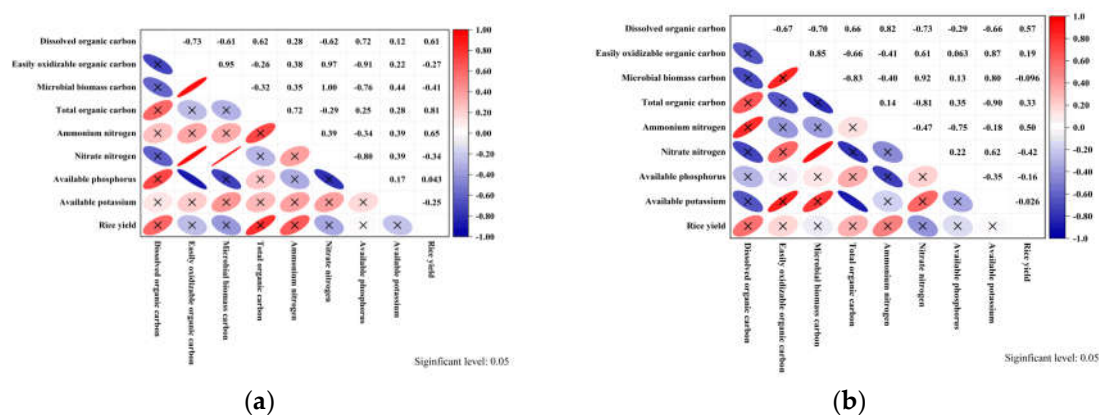 Dissolved organic carbon -0.73 -0.61 0.62 0.28 -0.62 0.72 0.12 0.61
Easily oxidizable organic carbon 0.95 -0.26 0.38 0.97 -0.91 0.22 -0.27
Microbial biomass carbon -0.32 0.35 1.00 -0.76 0.44 -0.41
Total organic carbon 0.72 -0.29 0.25 0.28 0.81
Ammonium nitrogen 0.39 -0.34 0.39 0.65
Nitrate nitrogen -0.80 0.39 -0.34
Available phosphorus 0.17 0.043
Available potassium -0.25
Rice yield
Dissolved organic carbon
Easily oxidizable organic carbon
Microbial biomass carbon
Total organic carbon
Ammonium nitrogen
Nitrate nitrogen
Available phosphorus
Available potassium
Rice yield
1.00
0.80
0.60
0.40
0.20
0.00
-0.20
-0.40
-0.60
-0.80
-1.00
Siginficant level: 0.05
(a)
Dissolved organic carbon -0.67 -0.70 0.66 0.82 -0.73 -0.29 -0.66 0.57
Easily oxidizable organic carbon 0.85 -0.66 -0.41 0.61 0.063 0.87 0.19
Microbial biomass carbon -0.83 -0.40 0.92 0.13 0.80 -0.096
Total organic carbon 0.14 -0.81 0.35 -0.90 0.33
Ammonium nitrogen -0.47 -0.75 -0.18 0.50
Nitrate nitrogen 0.22 0.62 -0.42
Available phosphorus -0.35 -0.16
Available potassium -0.026
Rice yield
Dissolved organic carbon
Easily oxidizable organic carbon
Microbial biomass carbon
Total organic carbon
Ammonium nitrogen
Nitrate nitrogen
Available phosphorus
Available potassium
Rice yield
1.0
0.8
0.6
0.4
0.2
0.0
-0.2
-0.4
-0.6
-0.8
-1.0
Siginficant level: 0.05
(b)